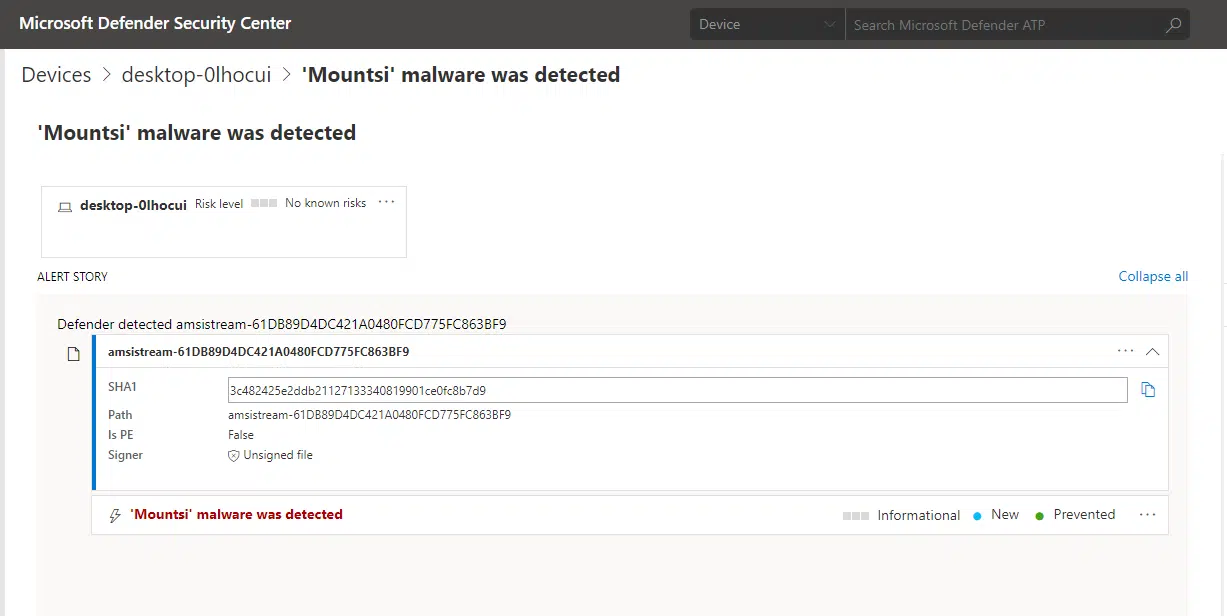 Microsoft Defender Security Center
Device
Search Microsoft Defender ATP
Devices > desktop-0lhocui > 'Mountsi' malware was detected
'Mountsi' malware was detected
desktop-0lhocui Risk level No known risks ...
ALERT STORY
Collapse all
Defender detected amsistream-61DB89D4DC421A0480FCD775FC863BF9
amsistream-61DB89D4DC421A0480FCD775FC863BF9 ...
SHA1 3c482425e2ddb21127133340819901ce0fc8b7d9
Path amsistream-61DB89D4DC421A0480FCD775FC863BF9
Is PE False
Signer Unsigned file
'Mountsi' malware was detected Informational New Prevented ...